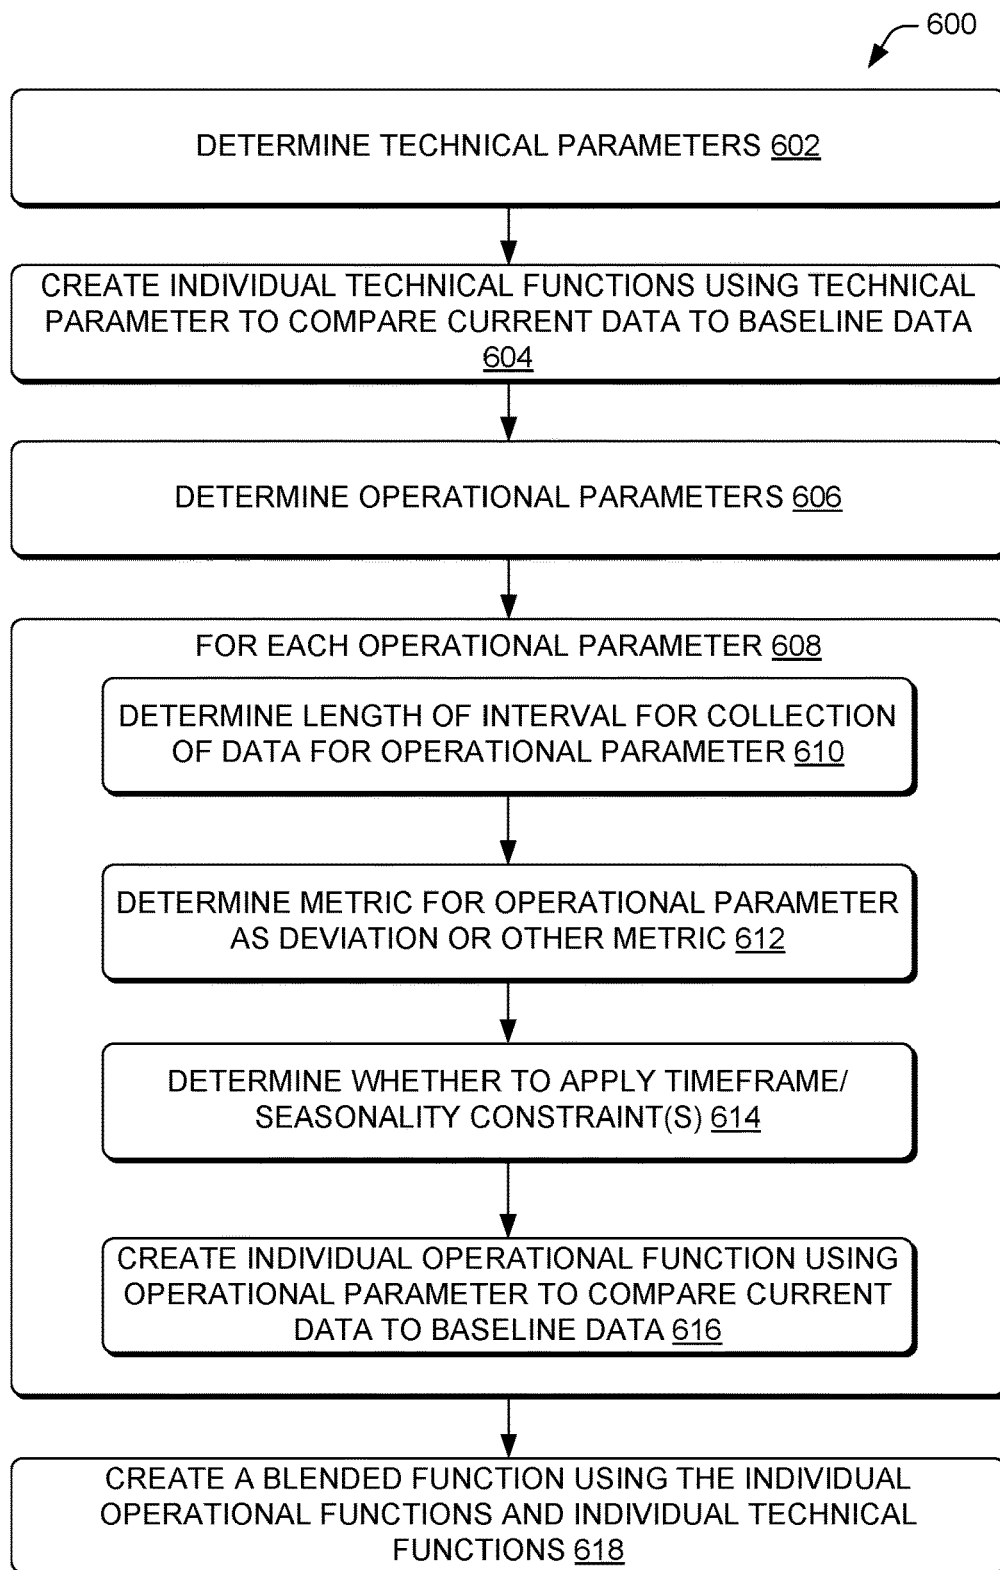 600
DETERMINE TECHNICAL PARAMETERS 602
CREATE INDIVIDUAL TECHNICAL FUNCTIONS USING TECHNICAL
PARAMETER TO COMPARE CURRENT DATA TO BASELINE DATA
604
DETERMINE OPERATIONAL PARAMETERS 606
FOR EACH OPERATIONAL PARAMETER 608
DETERMINE LENGTH OF INTERVAL FOR COLLECTION
OF DATA FOR OPERATIONAL PARAMETER 610
DETERMINE METRIC FOR OPERATIONAL PARAMETER
AS DEVIATION OR OTHER METRIC 612
DETERMINE WHETHER TO APPLY TIMEFRAME/
SEASONALITY CONSTRAINT(S) 614
CREATE INDIVIDUAL OPERATIONAL FUNCTION USING
OPERATIONAL PARAMETER TO COMPARE CURRENT
DATA TO BASELINE DATA 616
CREATE A BLENDED FUNCTION USING THE INDIVIDUAL
OPERATIONAL FUNCTIONS AND INDIVIDUAL TECHNICAL
FUNCTIONS 618